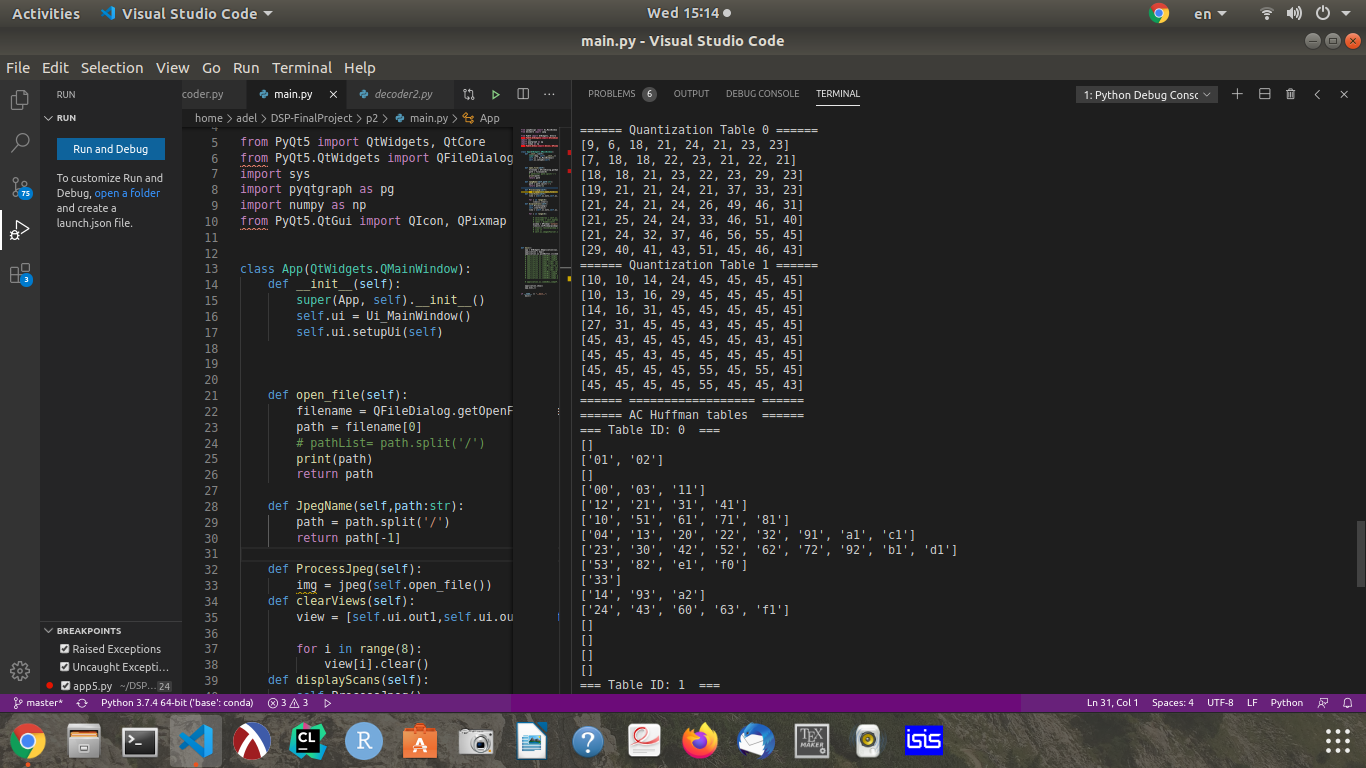 Activities Visual Studio Code Wed 15:14 en
main.py - Visual Studio Code
File Edit Selection View Go Run Terminal Help
RUN
RUN
Run and Debug
To customize Run and
Debug, open a folder
and create a
launch.json file.
75
3
BREAKPOINTS
Raised Exceptions
Uncaught Excepti...
app5.py ~/DSP... 24
coder.py main.py decoder2.py
home > adel > DSP-FinalProject > p2 > main.py > App
4
5 from PyQt5 import QtWidgets, QtCore
6 from PyQt5.QtWidgets import QFileDialog
7 import sys
8 import pyqtgraph as pg
9 import numpy as np
10 from PyQt5.QtGui import QIcon, QPixmap
11
12
13 class App(QtWidgets.QMainWindow):
14 def __init__(self):
15 super(App, self).__init__()
16 self.ui = Ui_MainWindow()
17 self.ui.setupUi(self)
18
19
20
21 def open_file(self):
22 filename = QFileDialog.getOpenF
23 path = filename[0]
24 # pathList= path.split('/')
25 print(path)
26 return path
27
28 def JpegName(self,path:str):
29 path = path.split('/')
30 return path[-1]
31
32 def ProcessJpeg(self):
33 img = jpeg(self.open_file())
34 def clearViews(self):
35 view = [self.ui.out1,self.ui.ou
36
37 for i in range(8):
38 view[i].clear()
39 def displayScans(self):
PROBLEMS 6 OUTPUT DEBUG CONSOLE TERMINAL 1: Python Debug Consc
====== Quantization Table 0 ======
[9, 6, 18, 21, 24, 21, 23, 23]
[7, 18, 18, 22, 23, 21, 22, 21]
[18, 18, 21, 23, 22, 23, 29, 23]
[19, 21, 21, 24, 21, 37, 33, 23]
[21, 24, 21, 24, 26, 49, 46, 31]
[21, 25, 24, 24, 33, 46, 51, 40]
[21, 24, 32, 37, 46, 56, 55, 45]
[29, 40, 41, 43, 51, 45, 46, 43]
====== Quantization Table 1 ======
[10, 10, 14, 24, 45, 45, 45, 45]
[10, 13, 16, 29, 45, 45, 45, 45]
[14, 16, 31, 45, 45, 45, 45, 45]
[27, 31, 45, 45, 43, 45, 45, 45]
[45, 43, 45, 45, 45, 45, 43, 45]
[45, 45, 43, 45, 45, 45, 45, 45]
[45, 45, 45, 45, 55, 45, 55, 45]
[45, 45, 45, 45, 55, 45, 45, 43]
====== ================== ======
====== AC Huffman tables ======
=== Table ID: 0 ===
[]
['01', '02']
[]
['00', '03', '11']
['12', '21', '31', '41']
['10', '51', '61', '71', '81']
['04', '13', '20', '22', '32', '91', 'a1', 'c1']
['23', '30', '42', '52', '62', '72', '92', 'b1', 'd1']
['53', '82', 'e1', 'f0']
['33']
['14', '93', 'a2']
['24', '43', '60', '63', 'f1']
[]
[]
[]
[]
=== Table ID: 1 ===
master* Python 3.7.4 64-bit ('base': conda) 3 3 Ln 31, Col 1 Spaces: 4 UTF-8 LF Python
CL
R
A
?
TEX MAKER
isis